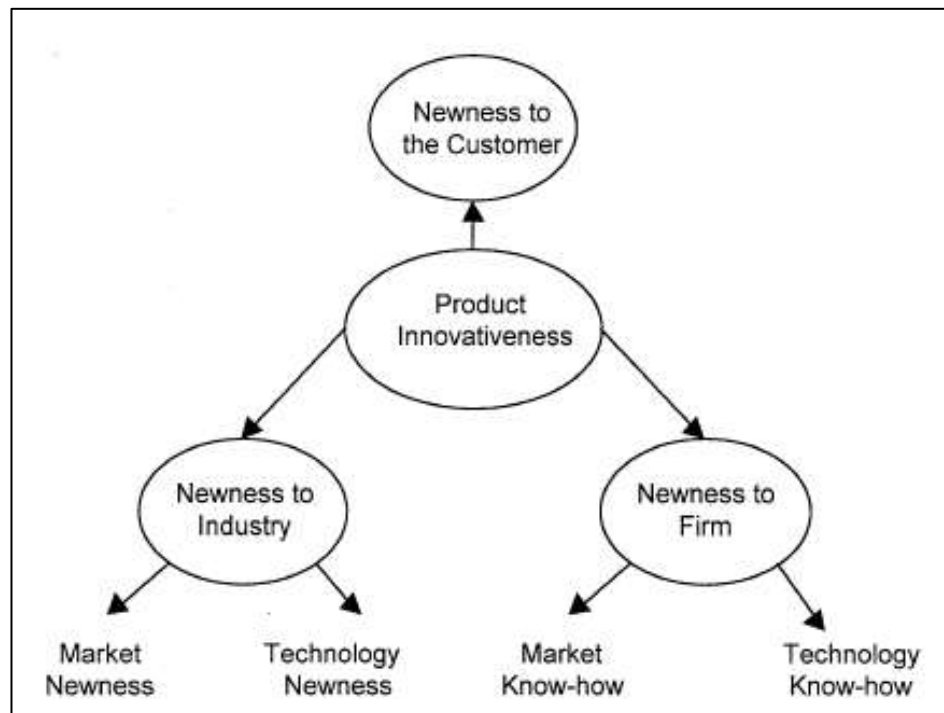 Newness to
the Customer
Product
Innovativeness
Newness to
Industry
Newness to
Firm
Market
Newness
Technology
Newness
Market
Know-how
Technology
Know-how